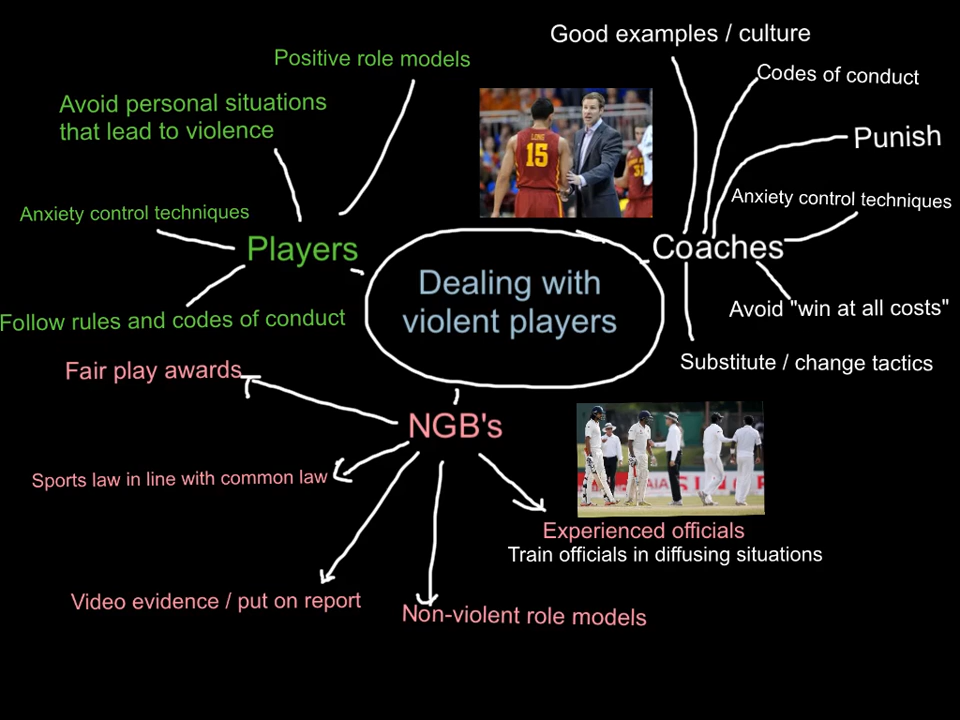 Good examples / culture
Positive role models
Codes of conduct
Avoid personal situations
that lead to violence
Punish
LONG
15
Anxiety control techniques
Anxiety control techniques
Players
Coaches
Dealing with
violent players
Avoid "win at all costs"
Follow rules and codes of conduct
Substitute / change tactics
Fair play awards
NGB's
Sports law in line with common law
Experienced officials
Train officials in diffusing situations
Video evidence / put on report
Non-violent role models